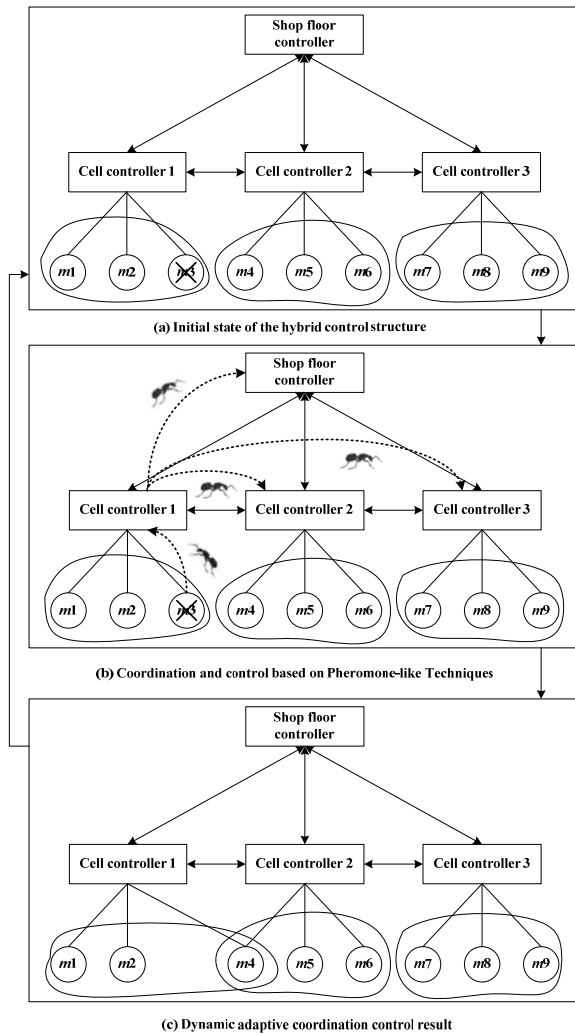 Shop floor
controller
Cell controller 1
Cell controller 2
Cell controller 3
m1 m2 m3 m4 m5 m6 m7 m8 m9
(a) Initial state of the hybrid control structure
Shop floor
controller
Cell controller 1
Cell controller 2
Cell controller 3
m1 m2 m3 m4 m5 m6 m7 m8 m9
(b) Coordination and control based on Pheromone-like Techniques
Shop floor
controller
Cell controller 1
Cell controller 2
Cell controller 3
m1 m2 m4 m5 m6 m7 m8 m9
(c) Dynamic adaptive coordination control result